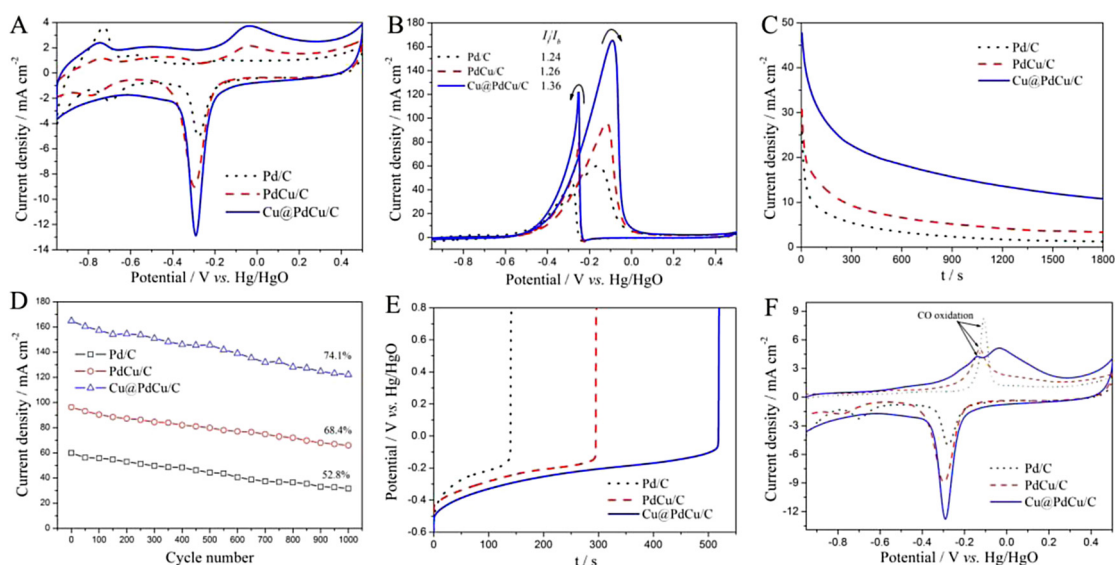 A
Current density / mA cm-2
4
2
0
-2
-4
-6
-8
-10
-12
-14
Pd/C
PdCu/C
Cu@PdCu/C
-0.8 -0.6 -0.4 -0.2 0.0 0.2 0.4
Potential / V vs. Hg/HgO
B
Current density / mA cm-2
180
160
140
120
100
80
60
40
20
0
If/Ib
Pd/C 1.24
PdCu/C 1.26
Cu@PdCu/C 1.36
-0.8 -0.6 -0.4 -0.2 0.0 0.2 0.4
Potential / V vs. Hg/HgO
C
Current density / mA cm-2
50
40
30
20
10
0
Pd/C
PdCu/C
Cu@PdCu/C
0 300 600 900 1200 1500 1800
t / s
D
Current density / mA cm-2
180
160
140
120
100
80
60
40
20
0
Pd/C
PdCu/C
Cu@PdCu/C
74.1%
68.4%
52.8%
0 100 200 300 400 500 600 700 800 900 1000
Cycle number
E
Potential / V vs. Hg/HgO
0.8
0.6
0.4
0.2
0.0
-0.2
-0.4
-0.6
Pd/C
PdCu/C
Cu@PdCu/C
0 100 200 300 400 500
t / s
F
Current density / mA cm-2
9
6
3
0
-3
-6
-9
-12
CO oxidation
Pd/C
PdCu/C
Cu@PdCu/C
-0.8 -0.6 -0.4 -0.2 0.0 0.2 0.4
Potential / V vs. Hg/HgO